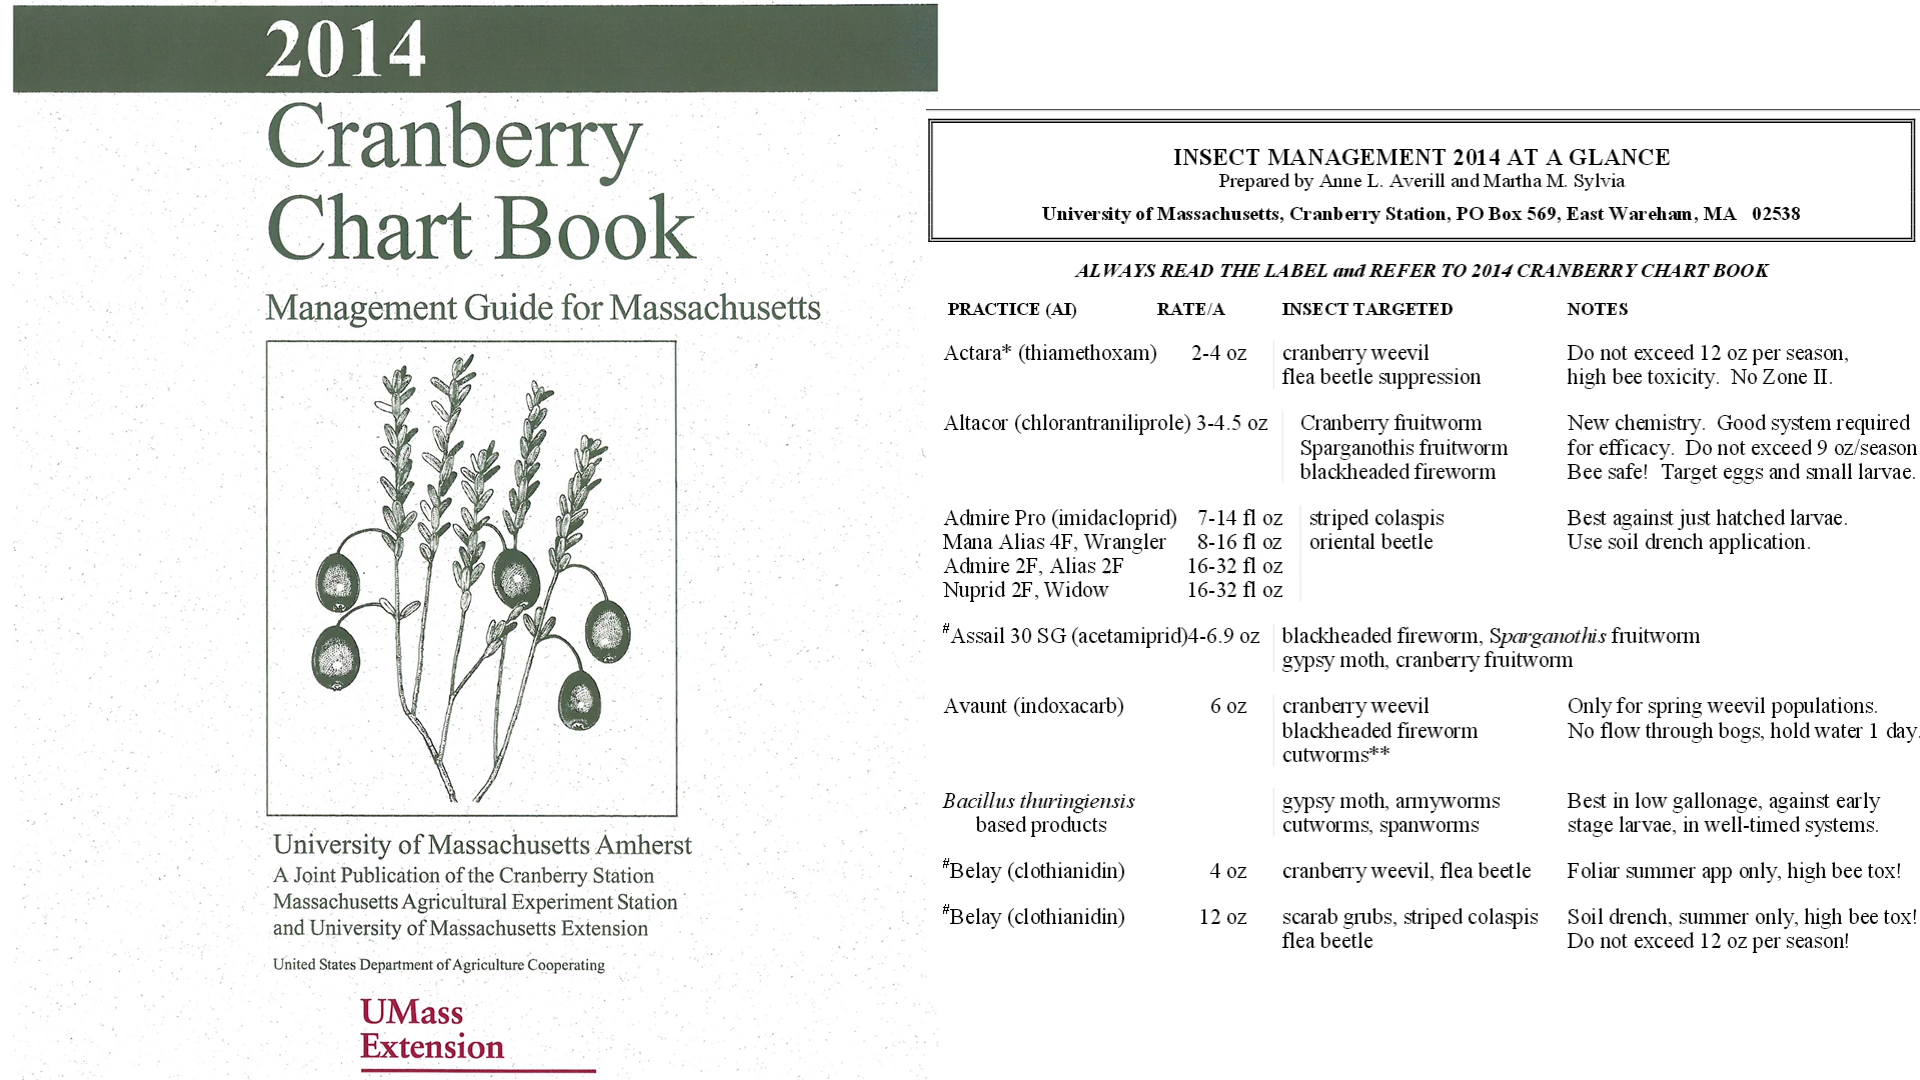 2014
Cranberry
Chart Book
Management Guide for Massachusetts
University of Massachusetts Amherst
A Joint Publication of the Cranberry Station
Massachusetts Agricultural Experiment Station
and University of Massachusetts Extension
United States Department of Agriculture Cooperating
UMass
Extension
INSECT MANAGEMENT 2014 AT A GLANCE
Prepared by Anne L. Averill and Martha M. Sylvia
University of Massachusetts, Cranberry Station, PO Box 569, East Wareham, MA 02538
ALWAYS READ THE LABEL and REFER TO 2014 CRANBERRY CHART BOOK
PRACTICE (AI) RATE/A INSECT TARGETED NOTES
Actara* (thiamethoxam) 2-4 oz cranberry weevil Do not exceed 12 oz per season,
flea beetle suppression high bee toxicity. No Zone II.
Altacor (chlorantraniliprole) 3-4.5 oz Cranberry fruitworm New chemistry. Good system required
Sparganothis fruitworm for efficacy. Do not exceed 9 oz/season
blackheaded fireworm Bee safe! Target eggs and small larvae.
Admire Pro (imidacloprid) 7-14 fl oz striped colaspis Best against just hatched larvae.
Mana Alias 4F, Wrangler 8-16 fl oz oriental beetle Use soil drench application.
Admire 2F, Alias 2F 16-32 fl oz
Nuprid 2F, Widow 16-32 fl oz
#Assail 30 SG (acetamiprid)4-6.9 oz blackheaded fireworm, Sparganothis fruitworm
gypsy moth, cranberry fruitworm
Avaunt (indoxacarb) 6 oz cranberry weevil Only for spring weevil populations.
blackheaded fireworm No flow through bogs, hold water 1 day.
cutworms**
Bacillus thuringiensis gypsy moth, armyworms Best in low gallonage, against early
based products cutworms, spanworms stage larvae, in well-timed systems.
#Belay (clothianidin) 4 oz cranberry weevil, flea beetle Foliar summer app only, high bee tox!
#Belay (clothianidin) 12 oz scarab grubs, striped colaspis Soil drench, summer only, high bee tox!
flea beetle Do not exceed 12 oz per season!